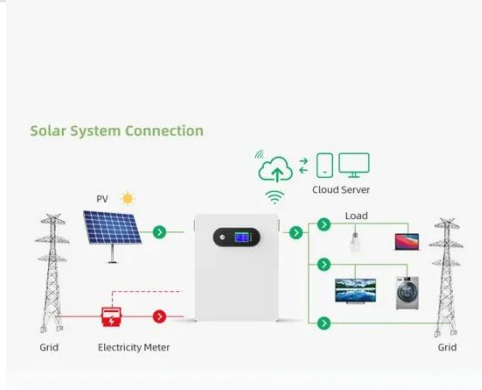 Solar System Connection
Cloud Server
PV
Load
Grid
Electricity Meter
Grid